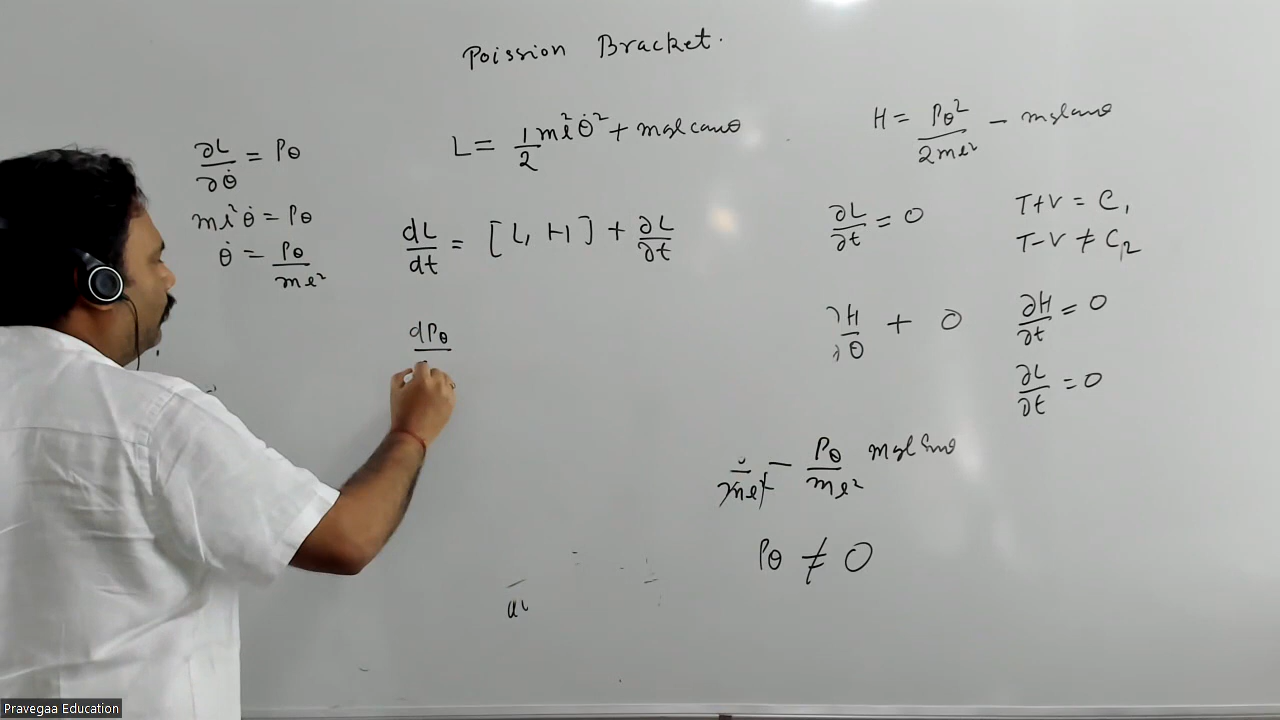 Poission Bracket.
∂L/∂θ̇ = Pθ
mℓ²θ̇ = Pθ
θ̇ = Pθ/mℓ²
L = 1/2 mℓ²θ̇² + mgℓ cosθ
dL/dt = [L, H] + ∂L/∂t
dPθ
H = Pθ²/2mℓ² - mgℓ cosθ
∂L/∂t = 0
T+V = C₁
T-V ≠ C₂
∂H/∂θ + 0
∂H/∂t = 0
∂L/∂t = 0
- Pθ/mℓ² mgℓ sinθ
Pθ ≠ 0
Pravegaa Education